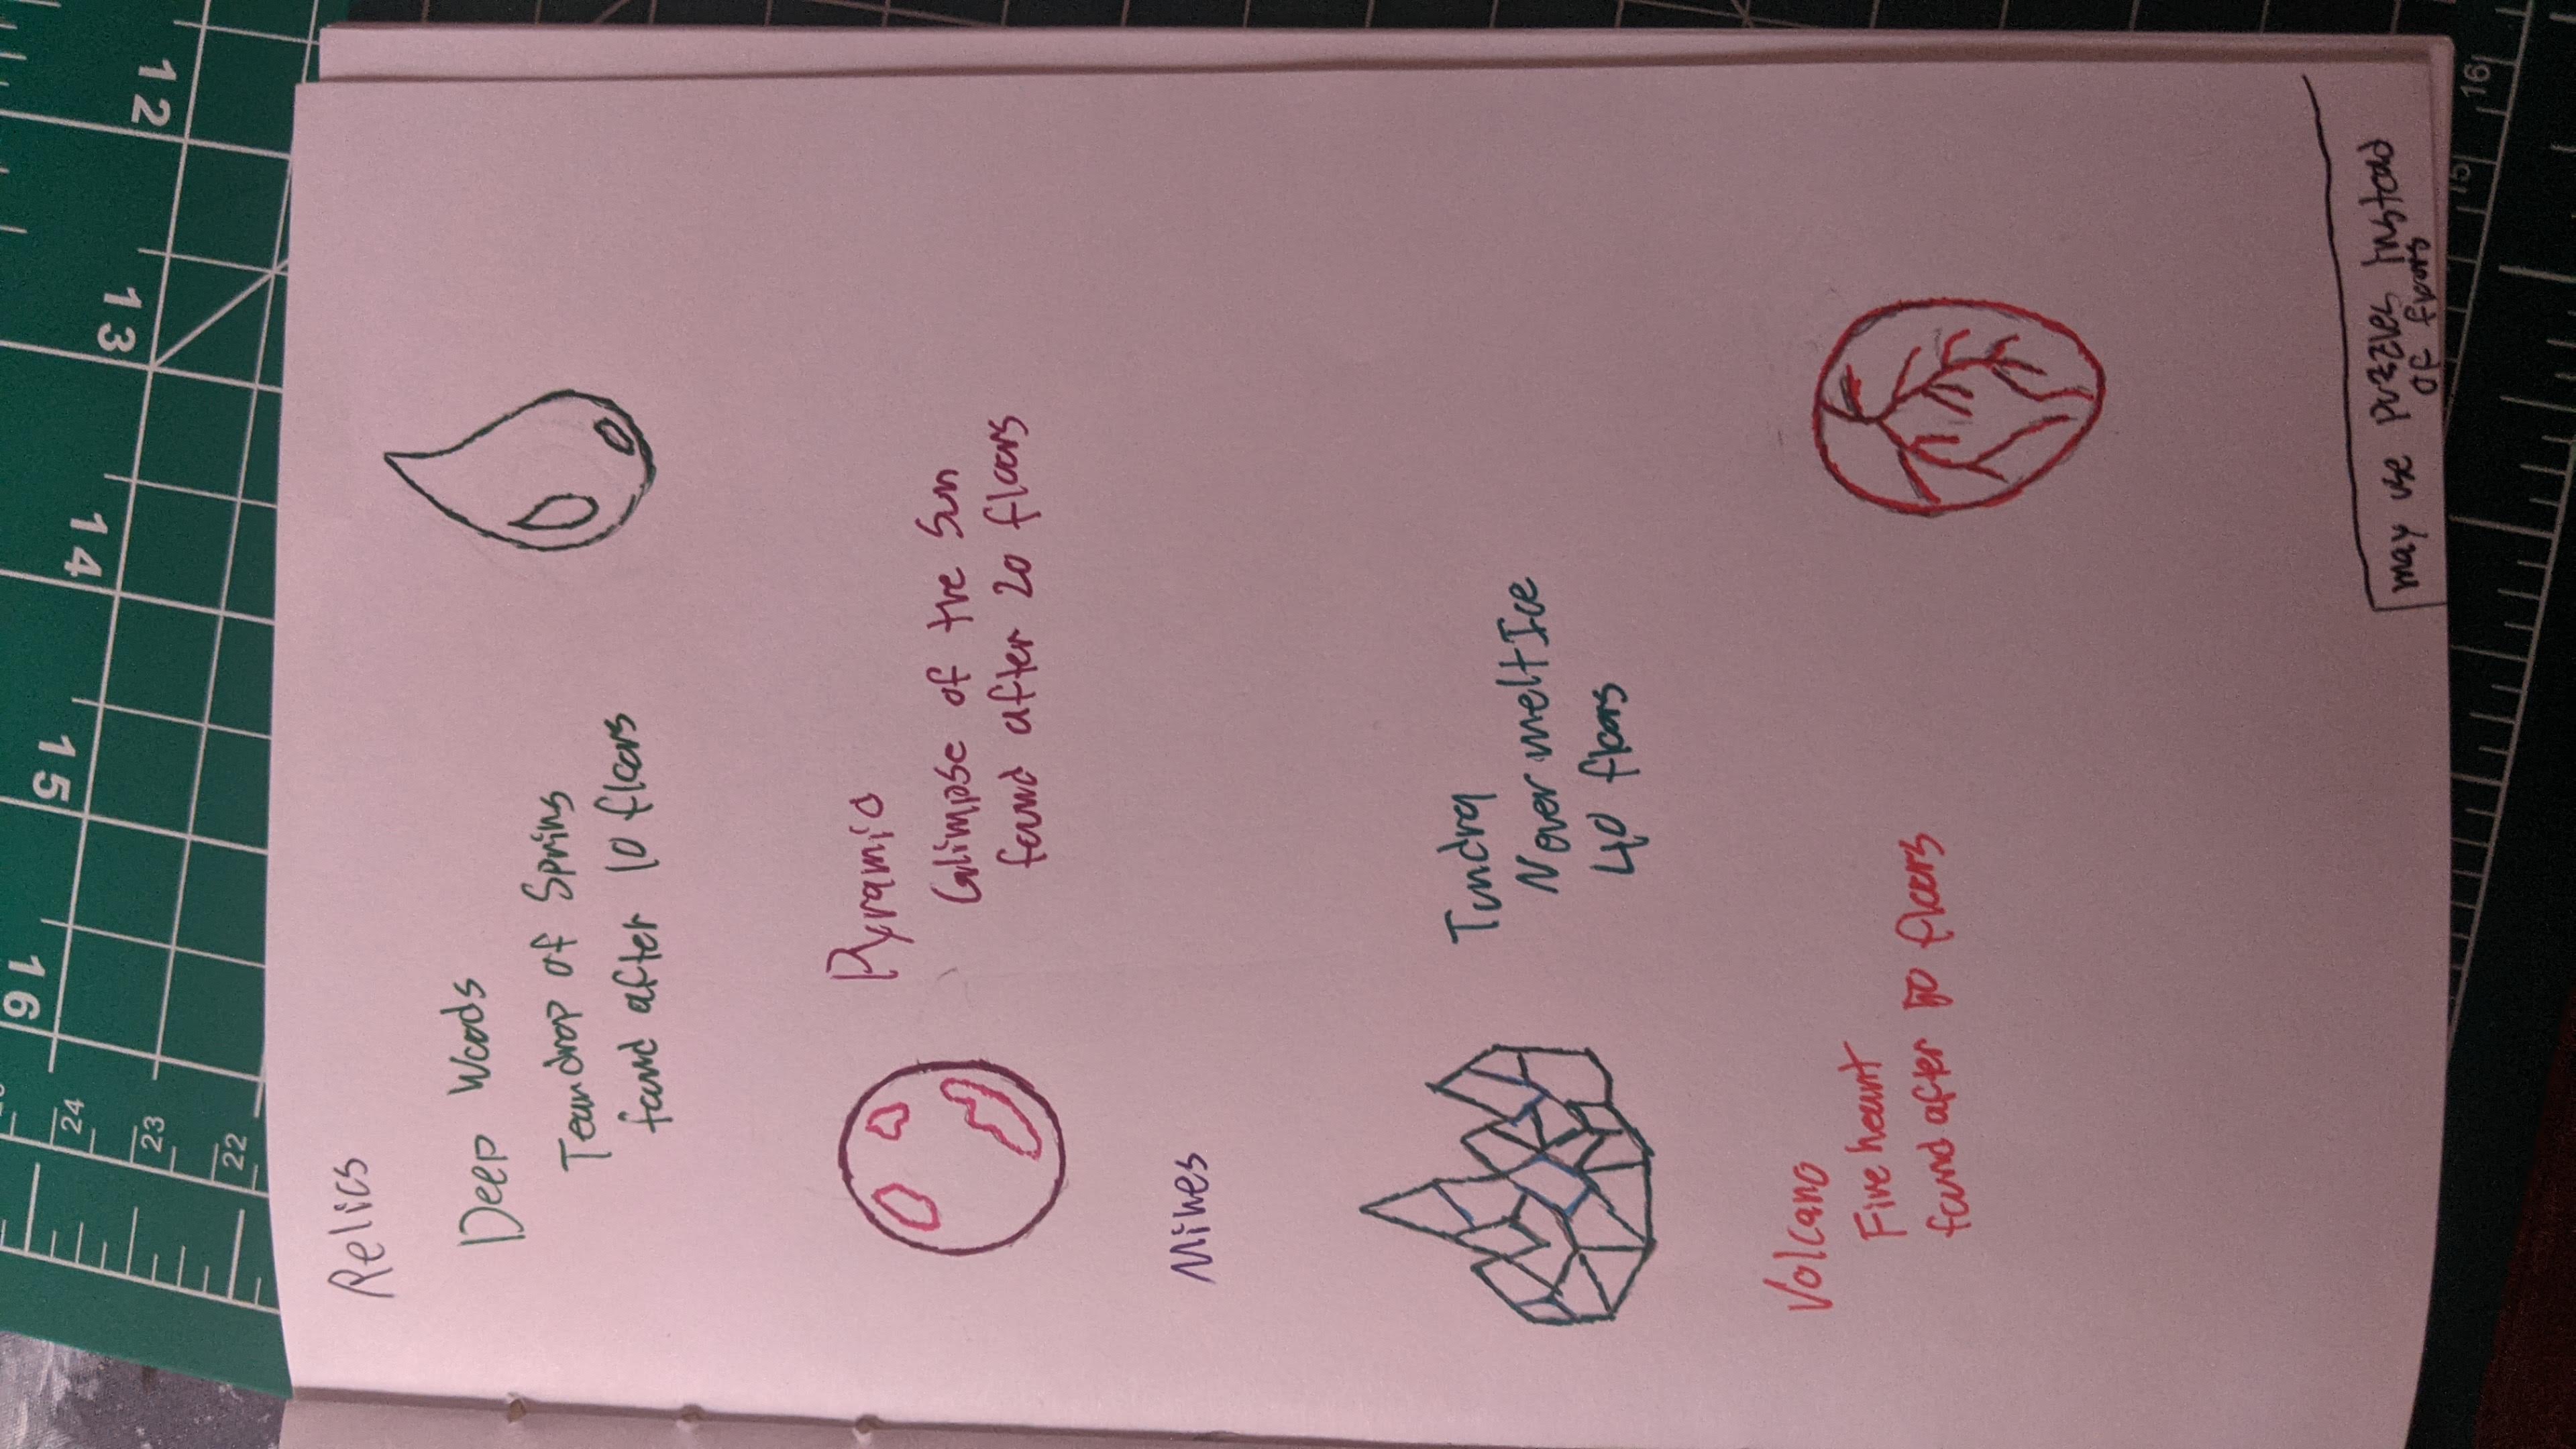 16 15 14 13 12
24
23
22
Relics
Deep Woods
Teardrop of Spring
found after 10 floors
Pyramid
Glimpse of the Sun
found after 20 floors
Mines
Tundra
Never melt Ice
40 floors
Volcano
Fire heart
found after 50 floors
may use puzzles instead
of floors
15 16